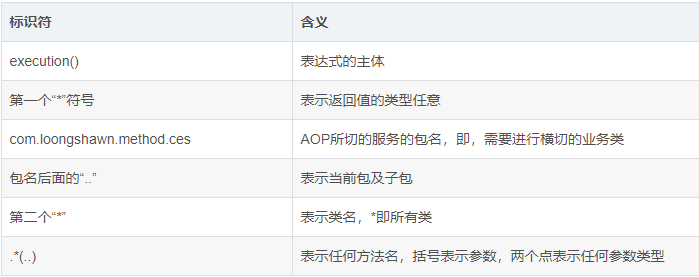 标识符 含义
execution() 表达式的主体
第一个“*”符号 表示返回值的类型任意
com.loongshawn.method.ces AOP所切的服务的包名，即，需要进行横切的业务类
包名后面的“..” 表示当前包及子包
第二个“*” 表示类名，*即所有类
.*(..) 表示任何方法名，括号表示参数，两个点表示任何参数类型